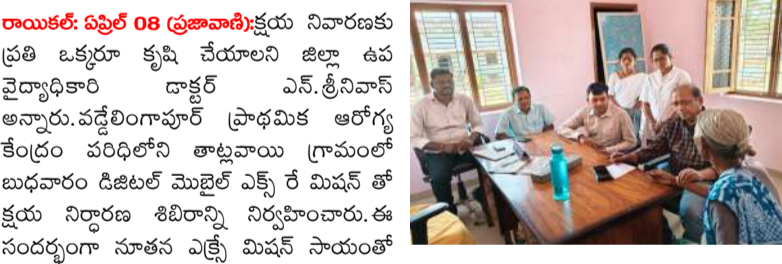 రాయికల్: ఏప్రిల్ 08 (ప్రజావాణి):క్షయ నివారణకు
ప్రతి ఒక్కరూ కృషి చేయాలని జిల్లా ఉప
వైద్యాధికారి డాక్టర్ ఎన్.శ్రీనివాస్
అన్నారు.వడ్డేలింగాపూర్ ప్రాథమిక ఆరోగ్య
కేంద్రం పరిధిలోని తాట్లవాయి గ్రామంలో
బుధవారం డిజిటల్ మొబైల్ ఎక్స్ రే మిషన్ తో
క్షయ నిర్ధారణ శిబిరాన్ని నిర్వహించారు.ఈ
సందర్భంగా నూతన ఎక్స్రే మిషన్ సాయంతో